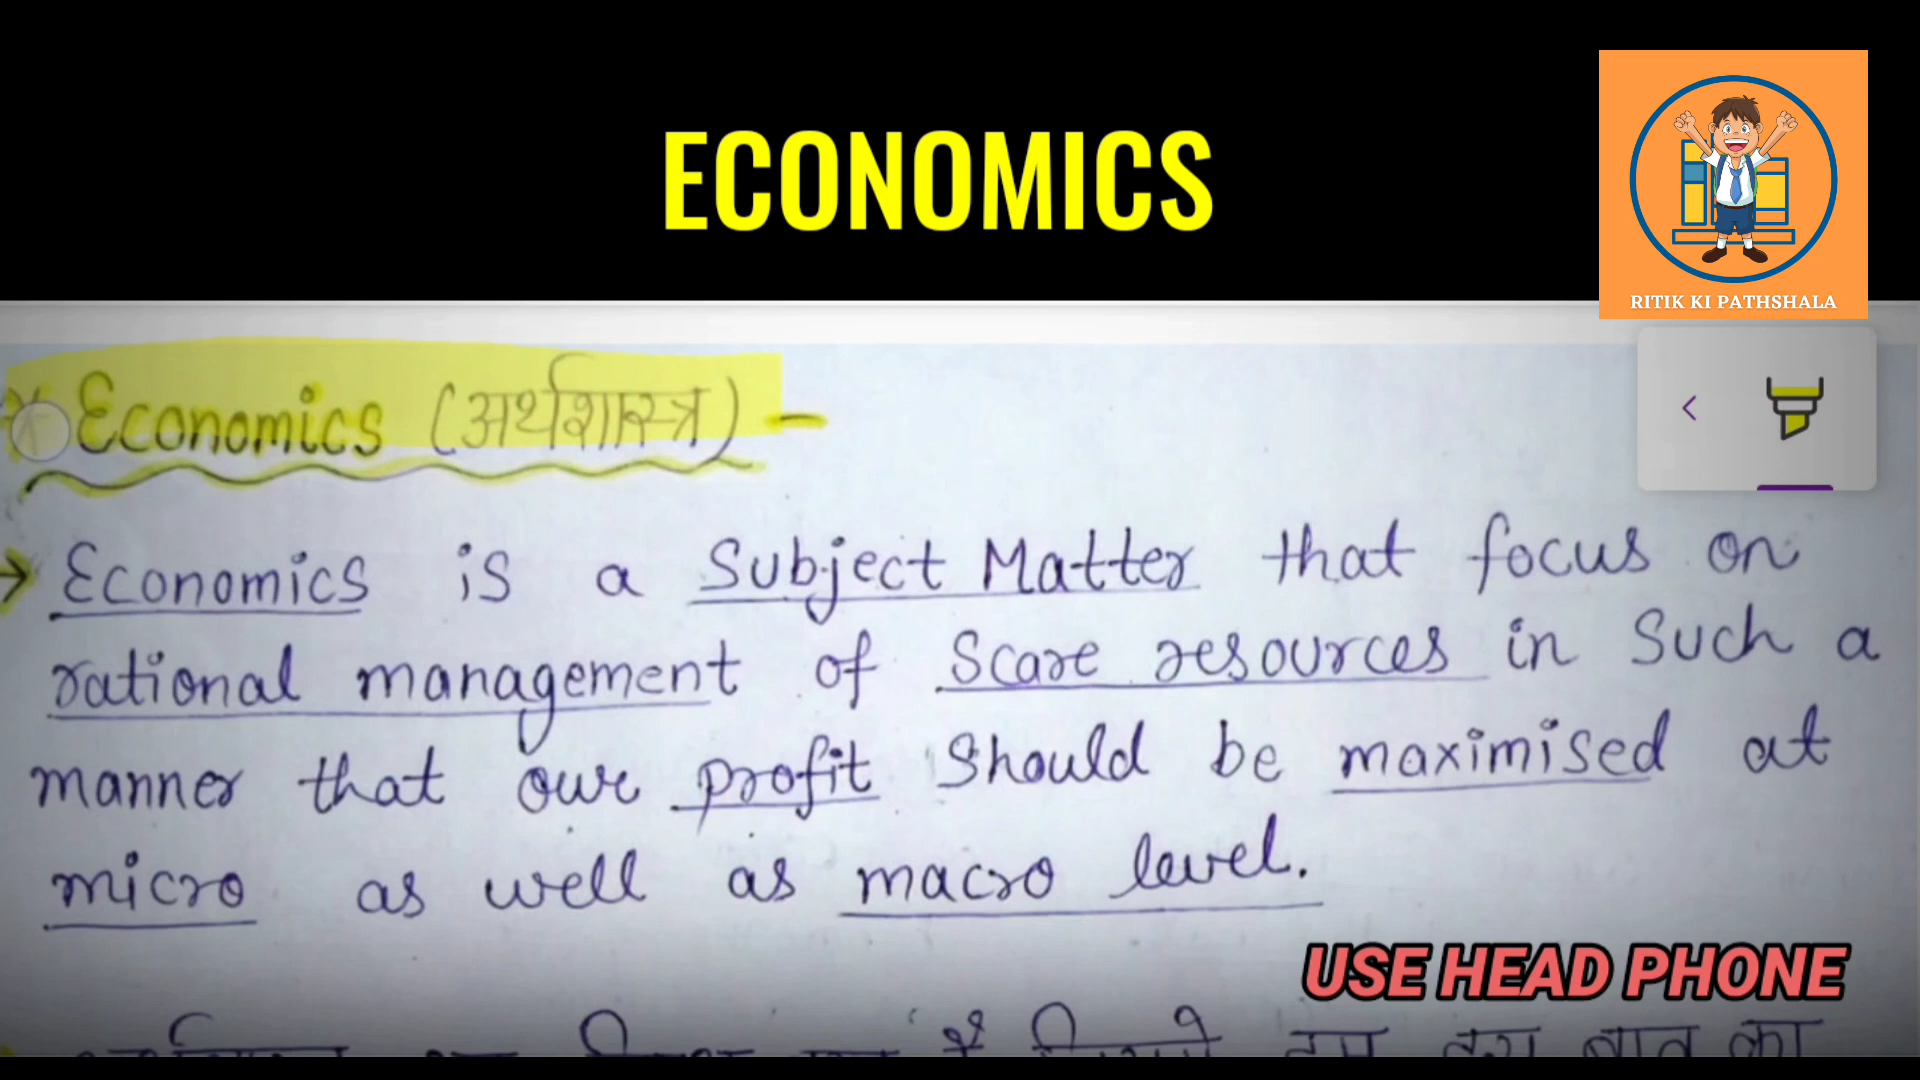 ECONOMICS
RITIK KI PATHSHALA
Economics (अर्थशास्त्र) -
→ Economics is a Subject Matter that focus on
rational management of Scare resources in Such a
manner that our profit Should be maximised at
micro as well as macro level.
USE HEAD PHONE